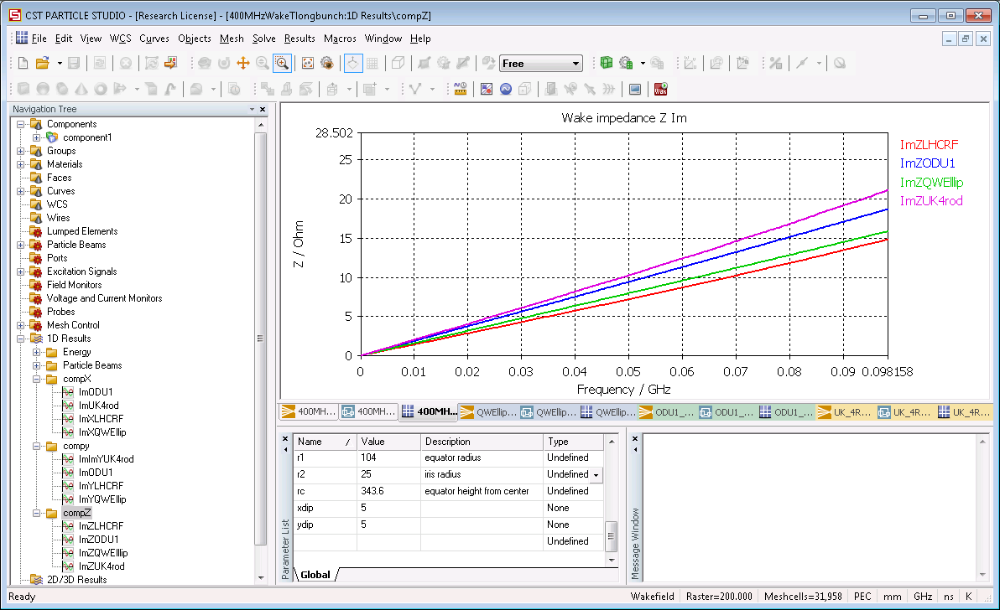 CST PARTICLE STUDIO - [Research License] - [400MHzWakeTlongbunch:1D Results\compZ]
File Edit View WCS Curves Objects Mesh Solve Results Macros Window Help
Free
Wak
Navigation Tree
Components
component1
Groups
Materials
Faces
Curves
WCS
Wires
Lumped Elements
Particle Beams
Ports
Excitation Signals
Field Monitors
Voltage and Current Monitors
Probes
Mesh Control
1D Results
Energy
Particle Beams
compX
ImODU1
ImUK4rod
ImXLHCRF
ImXQWEllip
compy
ImImYUK4rod
ImODU1
ImYLHCRF
ImYQWEllip
compZ
ImZLHCRF
ImZODU1
ImZQWElllip
ImZUK4rod
2D/3D Results
Wake impedance Z Im
28.502
25
20
15
10
5
0
Z / Ohm
0 0.01 0.02 0.03 0.04 0.05 0.06 0.07 0.08 0.09 0.098158
Frequency / GHz
ImZLHCRF
ImZODU1
ImZQWElllip
ImZUK4rod
400MH... 400MH... 400MH... QWEllip... QWEllip... QWEllip... ODU1_... ODU1_... ODU1_... UK_4R... UK_4R... UK_4R...
Parameter List
Name / Value Description Type
r1 104 equator radius Undefined
r2 25 iris radius Undefined
rc 343.6 equator height from center Undefined
xdip 5 None
ydip 5 None
Undefined
Global
Message Window
Ready Wakefield Raster=200.000 Meshcells=31,958 PEC mm GHz ns K